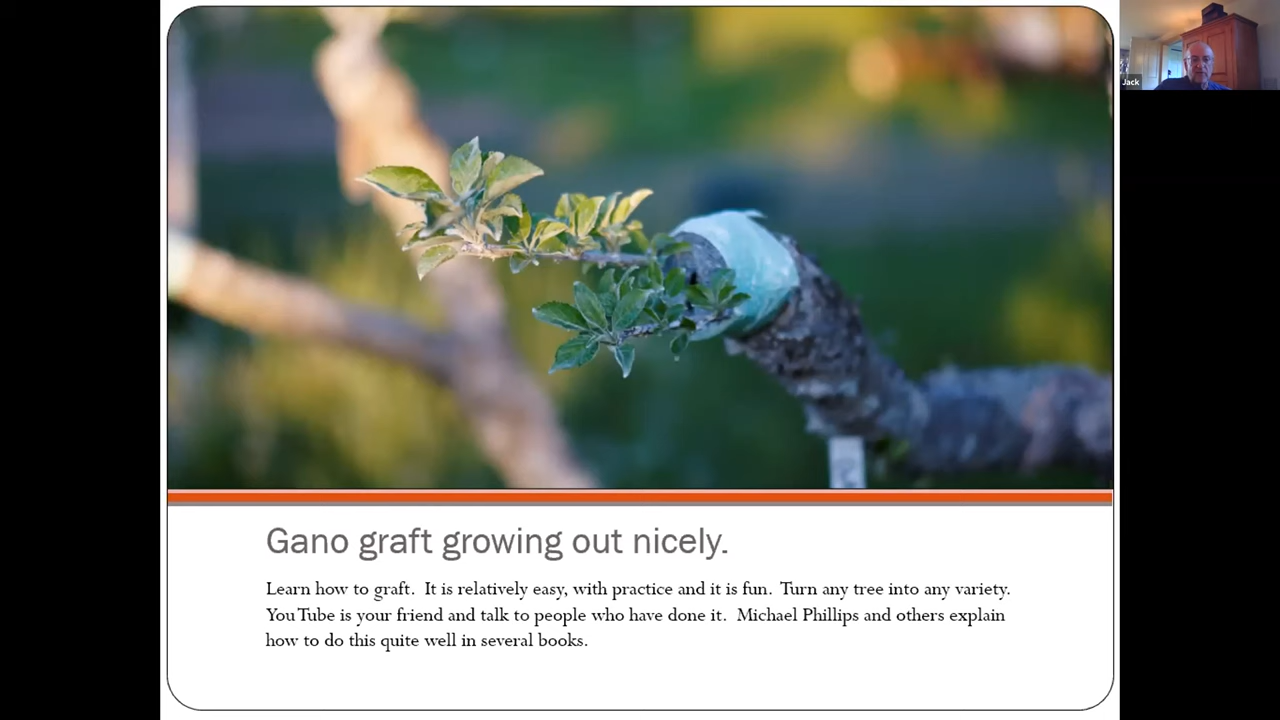 Jack
Gano graft growing out nicely.
Learn how to graft.  It is relatively easy, with practice and it is fun.  Turn any tree into any variety.
YouTube is your friend and talk to people who have done it.  Michael Phillips and others explain
how to do this quite well in several books.